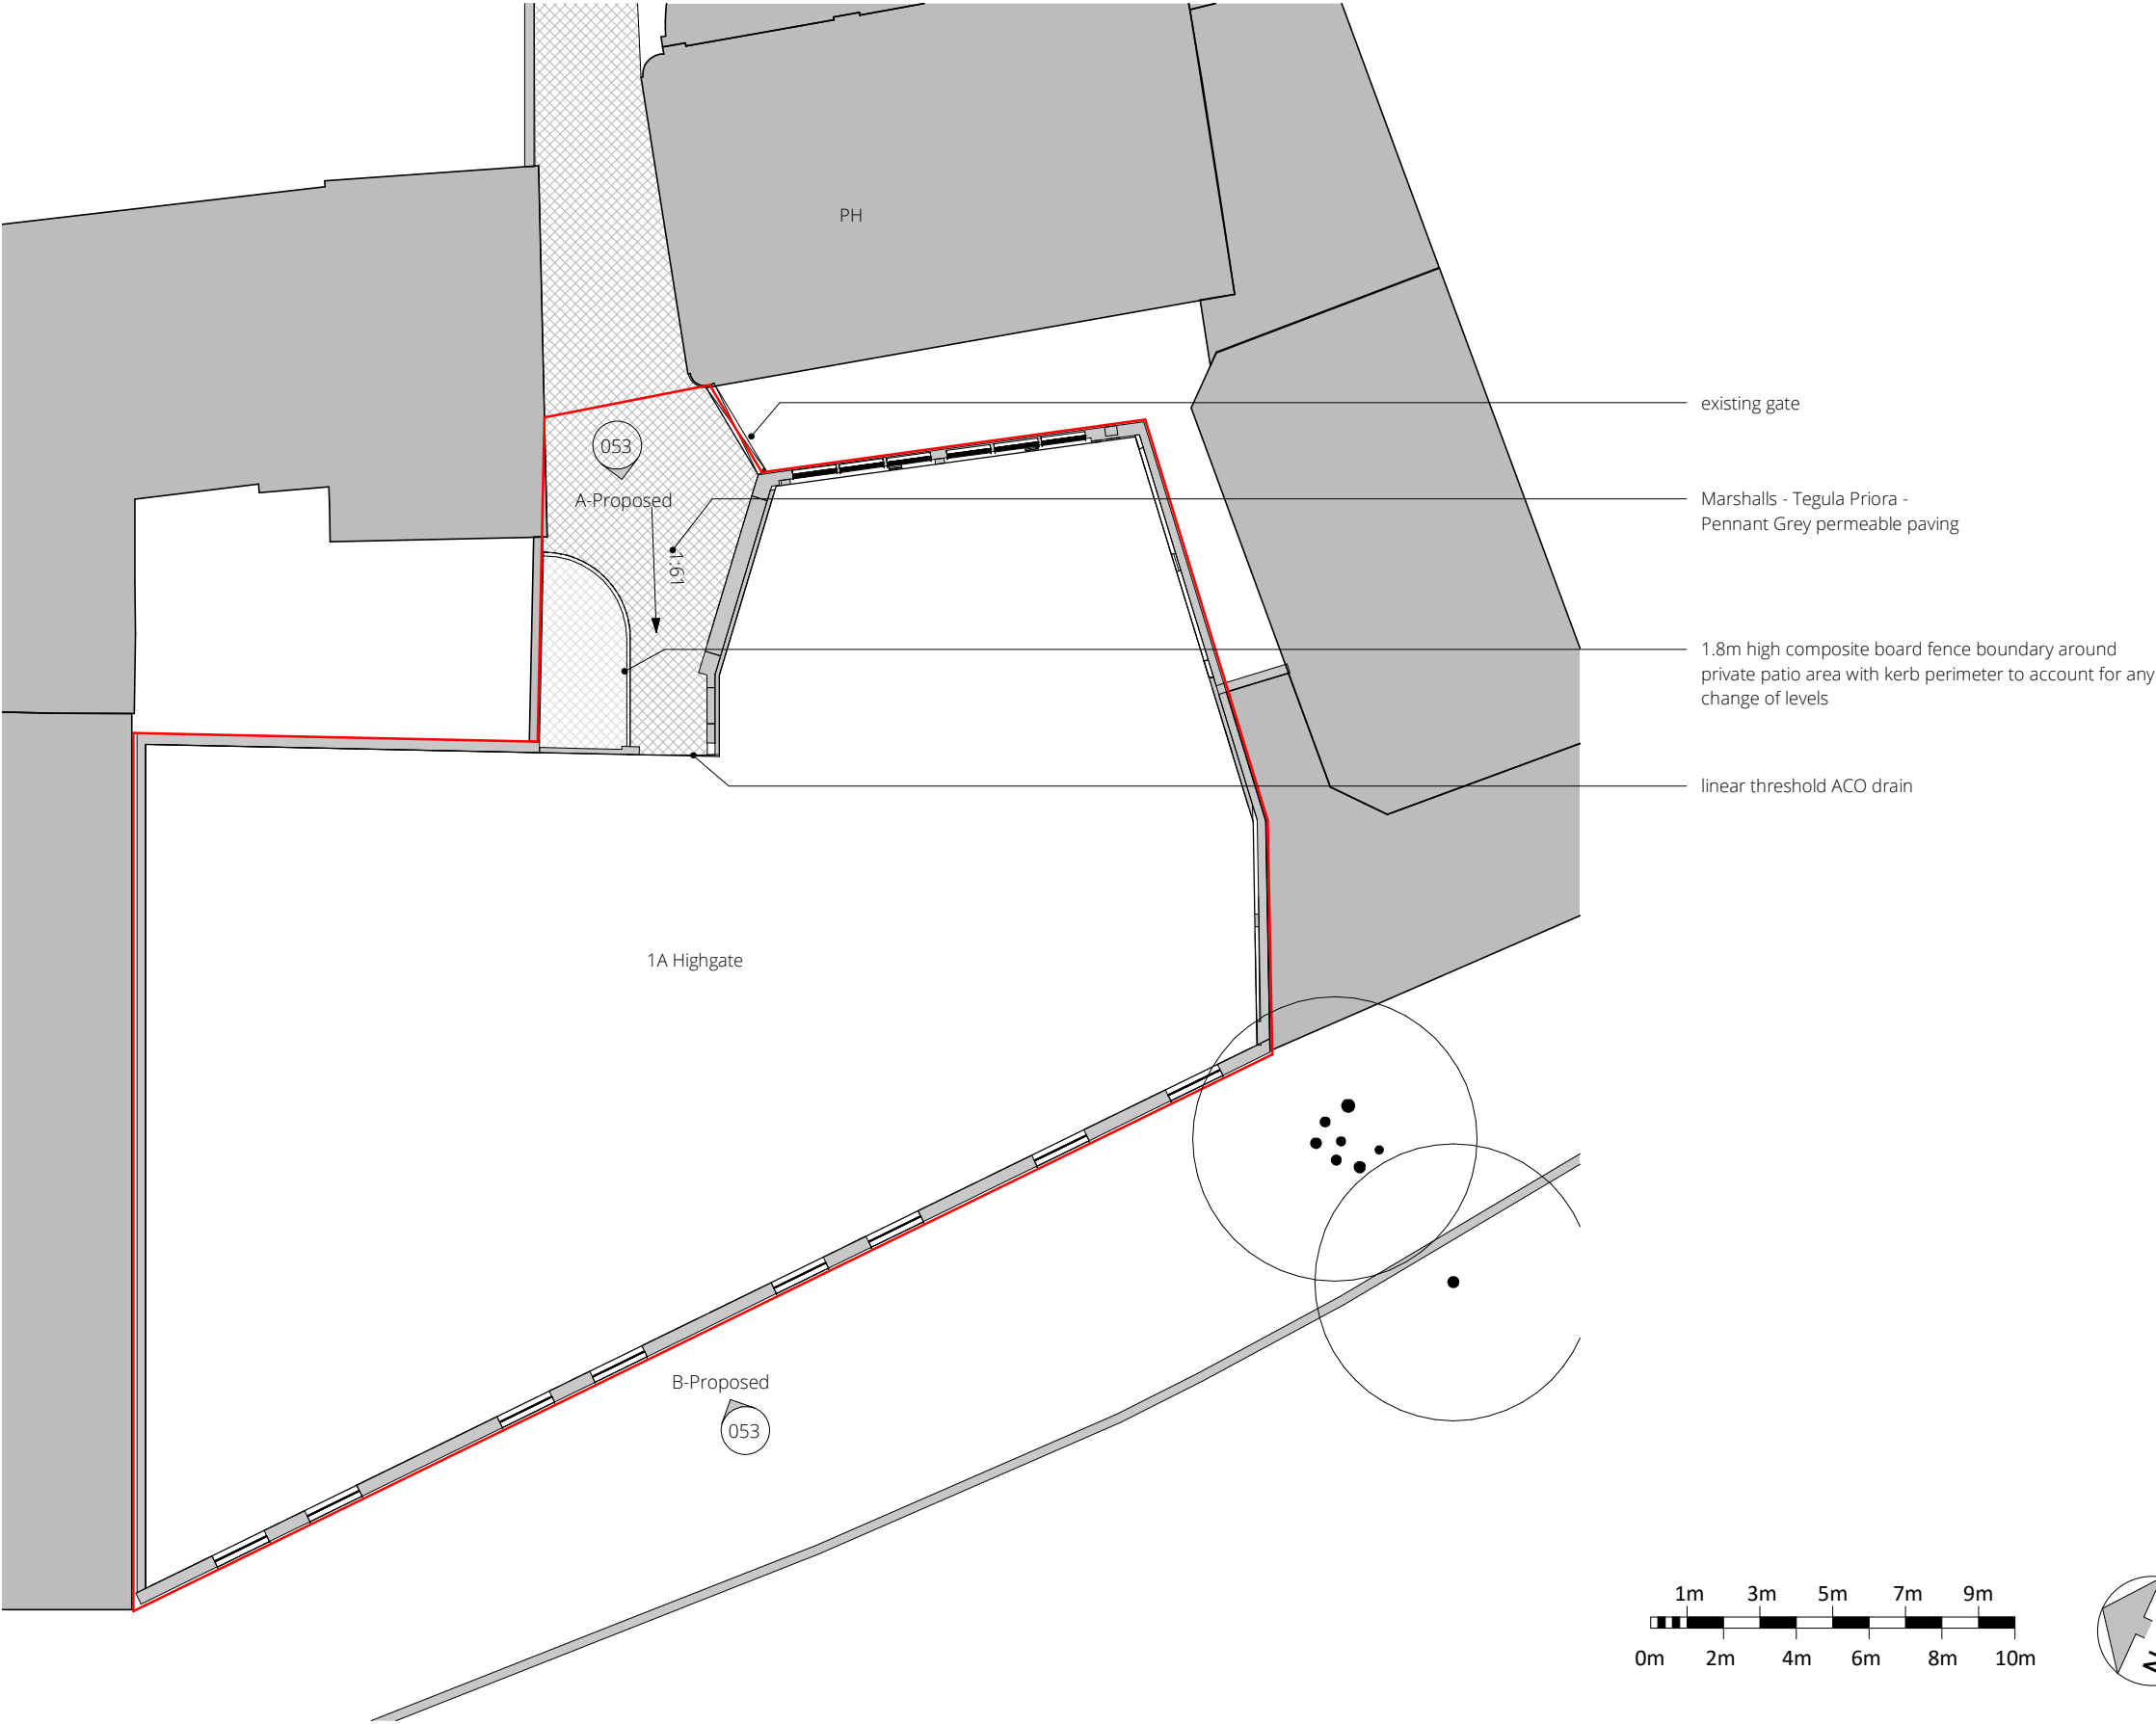 PH
existing gate
053
A-Proposed
Marshalls - Tegula Priora -
Pennant Grey permeable paving
1:61
1.8m high composite board fence boundary around
private patio area with kerb perimeter to account for any
change of levels
linear threshold ACO drain
1A Highgate
B-Proposed
053
1m 3m 5m 7m 9m
0m 2m 4m 6m 8m 10m
N